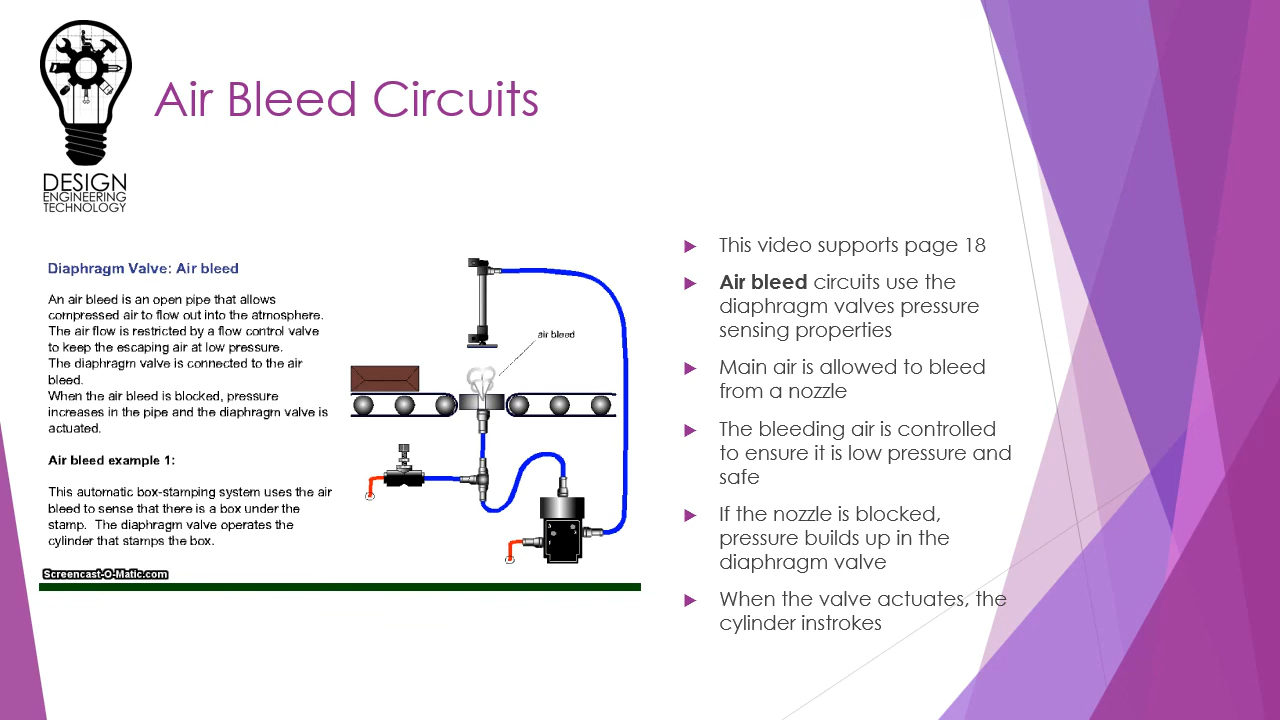 DESIGN
ENGINEERING
TECHNOLOGY
Air Bleed Circuits
Diaphragm Valve: Air bleed
An air bleed is an open pipe that allows
compressed air to flow out into the atmosphere.
The air flow is restricted by a flow control valve
to keep the escaping air at low pressure.
The diaphragm valve is connected to the air
bleed.
When the air bleed is blocked, pressure
increases in the pipe and the diaphragm valve is
actuated.
Air bleed example 1:
This automatic box-stamping system uses the air
bleed to sense that there is a box under the
stamp. The diaphragm valve operates the
cylinder that stamps the box.
Screencast-O-Matic.com
air bleed
This video supports page 18
Air bleed circuits use the
diaphragm valves pressure
sensing properties
Main air is allowed to bleed
from a nozzle
The bleeding air is controlled
to ensure it is low pressure and
safe
If the nozzle is blocked,
pressure builds up in the
diaphragm valve
When the valve actuates, the
cylinder instrokes